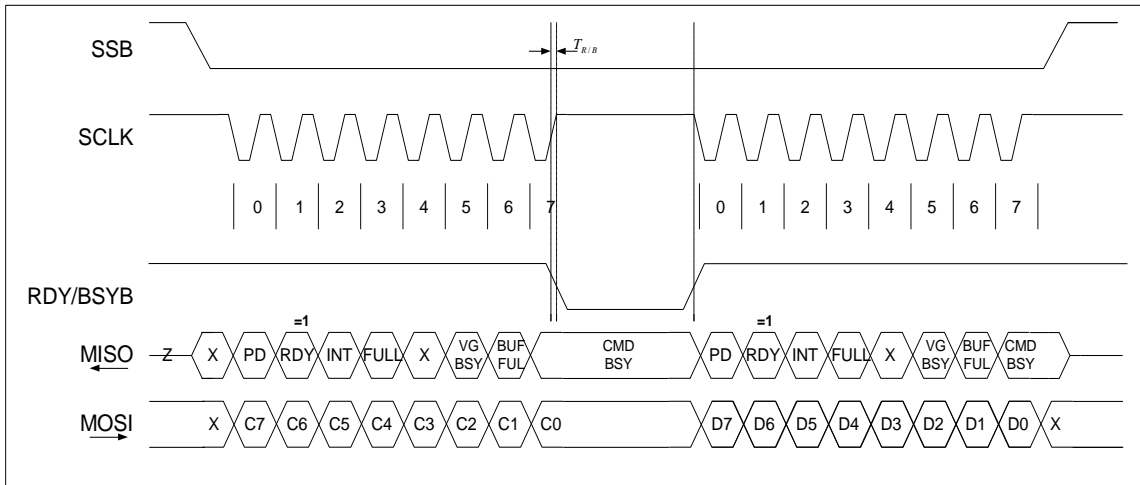 SSB
T R/B
SCLK
0 1 2 3 4 5 6 7 0 1 2 3 4 5 6 7
RDY/BSYB
=1 =1
MISO Z X PD RDY INT FULL X VG BSY BUF FUL CMD BSY PD RDY INT FULL X VG BSY BUF FUL CMD BSY
MOSI X C7 C6 C5 C4 C3 C2 C1 C0 D7 D6 D5 D4 D3 D2 D1 D0 X